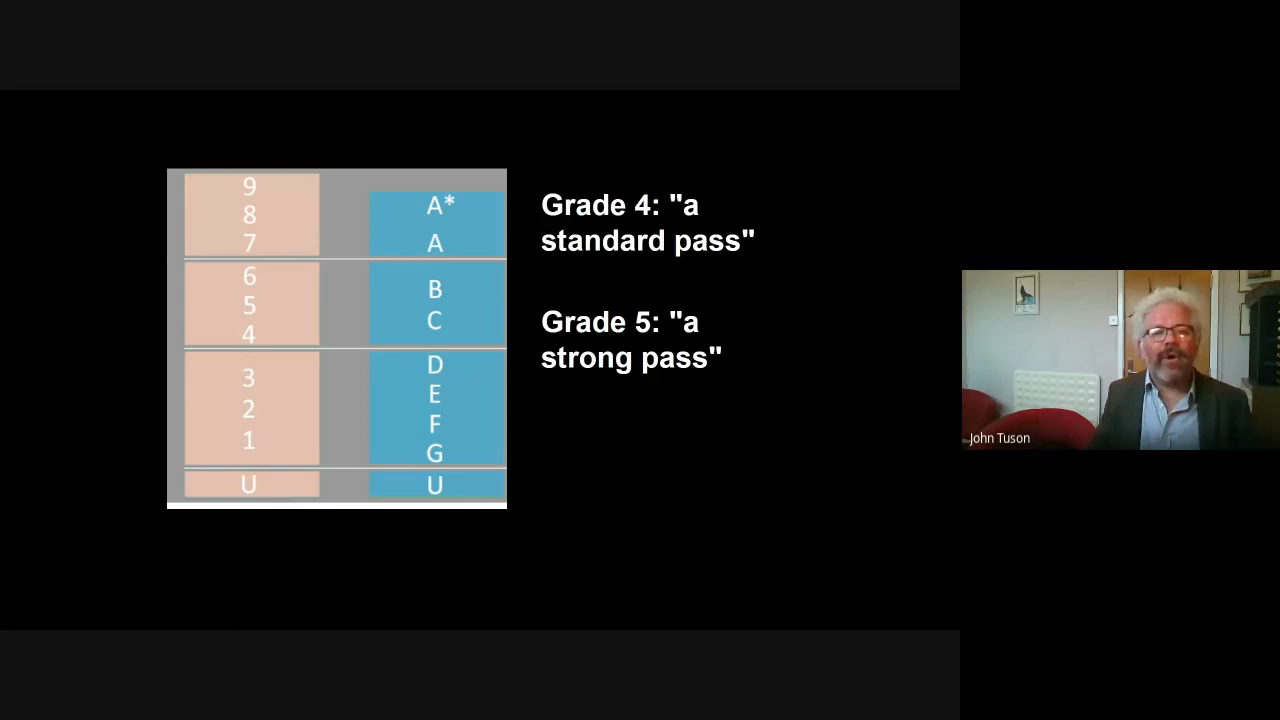 9
8
7
6
5
4
3
2
1
U
A*
A
B
C
D
E
F
G
U
Grade 4: "a
standard pass"
Grade 5: "a
strong pass"
John Tuson